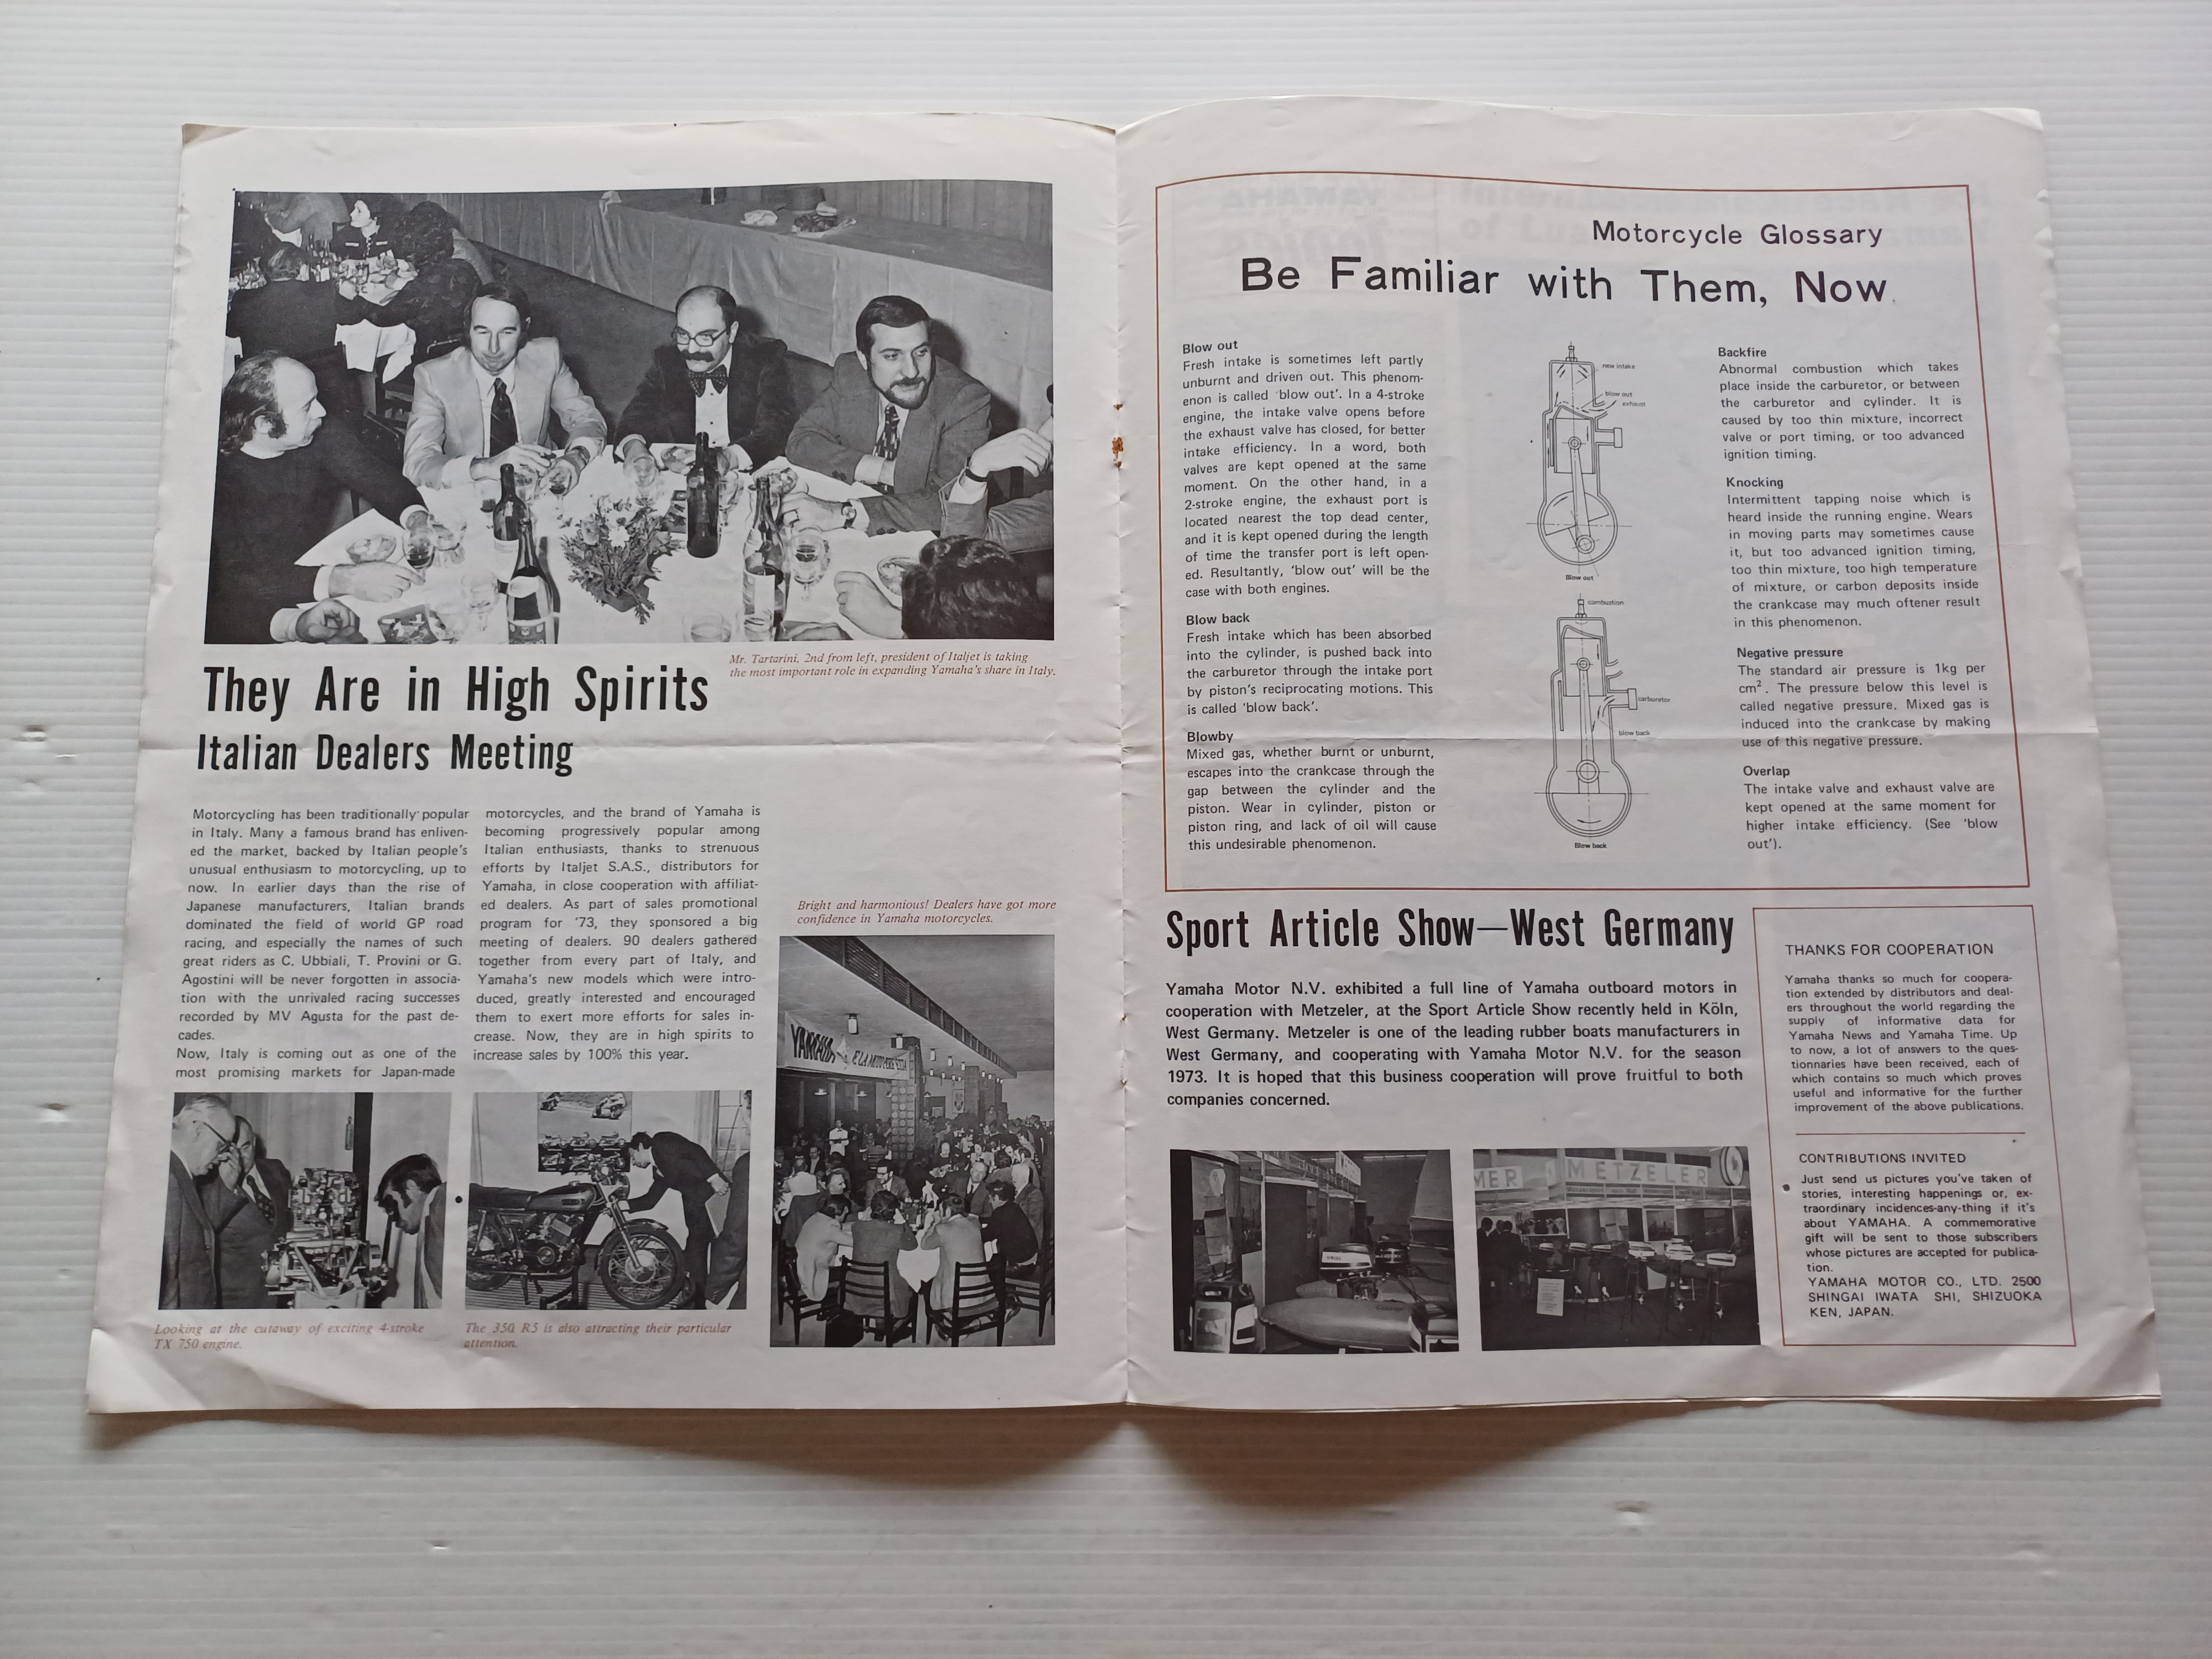 Mr. Tartarini, 2nd from left, president of Italjet is taking
the most important role in expanding Yamaha's share in Italy.
They Are in High Spirits
Italian Dealers Meeting
Motorcycling has been traditionally popular
in Italy. Many a famous brand has enliven-
ed the market, backed by Italian people's
unusual enthusiasm to motorcycling, up to
now. In earlier days than the rise of
Japanese manufacturers, Italian brands
dominated the field of world GP road
racing, and especially the names of such
great riders as C. Ubbiali, T. Provini or G.
Agostini will be never forgotten in associa-
tion with the unrivaled racing successes
recorded by MV Agusta for the past de-
cades.
Now, Italy is coming out as one of the
most promising markets for Japan-made
motorcycles, and the brand of Yamaha is
becoming progressively popular among
Italian enthusiasts, thanks to strenuous
efforts by Italjet S.A.S., distributors for
Yamaha, in close cooperation with affiliat-
ed dealers. As part of sales promotional
program for '73, they sponsored a big
meeting of dealers. 90 dealers gathered
together from every part of Italy, and
Yamaha's new models which were intro-
duced, greatly interested and encouraged
them to exert more efforts for sales in-
crease. Now, they are in high spirits to
increase sales by 100% this year.
Bright and harmonious! Dealers have got more
confidence in Yamaha motorcycles.
YAMAHA
Looking at the cutaway of exciting 4-stroke
TX 750 engine.
The 350 R5 is also attracting their particular
attention.
Motorcycle Glossary
Be Familiar with Them, Now
Blow out
Fresh intake is sometimes left partly
unburnt and driven out. This phenom-
enon is called 'blow out'. In a 4-stroke
engine, the intake valve opens before
the exhaust valve has closed, for better
intake efficiency. In a word, both
valves are kept opened at the same
moment. On the other hand, in a
2-stroke engine, the exhaust port is
located nearest the top dead center,
and it is kept opened during the length
of time the transfer port is left open-
ed. Resultantly, 'blow out' will be the
case with both engines.
Blow back
Fresh intake which has been absorbed
into the cylinder, is pushed back into
the carburetor through the intake port
by piston's reciprocating motions. This
is called 'blow back'.
Blowby
Mixed gas, whether burnt or unburnt,
escapes into the crankcase through the
gap between the cylinder and the
piston. Wear in cylinder, piston or
piston ring, and lack of oil will cause
this undesirable phenomenon.
new intake
blow out
exhaust
Blow out
combustion
carburetor
blow back
Blow back
Backfire
Abnormal combustion which takes
place inside the carburetor, or between
the carburetor and cylinder. It is
caused by too thin mixture, incorrect
valve or port timing, or too advanced
ignition timing.
Knocking
Intermittent tapping noise which is
heard inside the running engine. Wears
in moving parts may sometimes cause
it, but too advanced ignition timing,
too thin mixture, too high temperature
of mixture, or carbon deposits inside
the crankcase may much oftener result
in this phenomenon.
Negative pressure
The standard air pressure is 1kg per
cm². The pressure below this level is
called negative pressure. Mixed gas is
induced into the crankcase by making
use of this negative pressure.
Overlap
The intake valve and exhaust valve are
kept opened at the same moment for
higher intake efficiency. (See 'blow
out').
Sport Article Show—West Germany
Yamaha Motor N.V. exhibited a full line of Yamaha outboard motors in
cooperation with Metzeler, at the Sport Article Show recently held in Köln,
West Germany. Metzeler is one of the leading rubber boats manufacturers in
West Germany, and cooperating with Yamaha Motor N.V. for the season
1973. It is hoped that this business cooperation will prove fruitful to both
companies concerned.
MER METZELER
THANKS FOR COOPERATION
Yamaha thanks so much for coopera-
tion extended by distributors and deal-
ers throughout the world regarding the
supply of informative data for
Yamaha News and Yamaha Time. Up
to now, a lot of answers to the ques-
tionnaries have been received, each of
which contains so much which proves
useful and informative for the further
improvement of the above publications.
CONTRIBUTIONS INVITED
Just send us pictures you've taken of
stories, interesting happenings or, ex-
traordinary incidences-any-thing if it's
about YAMAHA. A commemorative
gift will be sent to those subscribers
whose pictures are accepted for publica-
tion.
YAMAHA MOTOR CO., LTD. 2500
SHINGAI IWATA SHI, SHIZUOKA
KEN, JAPAN.